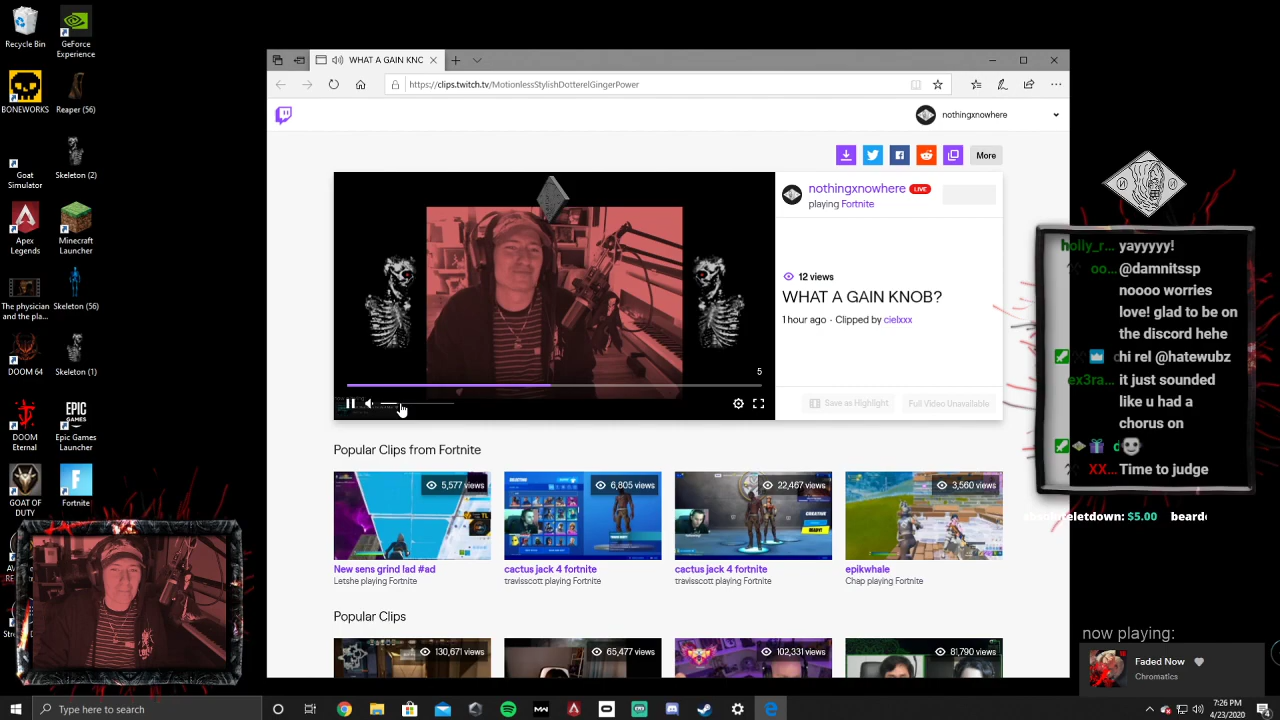 Recycle Bin
GeForce
Experience
BONEWORKS
Reaper (56)
Goat
Simulator
Skeleton (2)
Apex
Legends
Minecraft
Launcher
The physician
and the pla...
Skeleton (56)
DOOM 64
Skeleton (1)
DOOM
Eternal
Epic Games
Launcher
GOAT OF
DUTY
Fortnite
WHAT A GAIN KNC
https://clips.twitch.tv/MotionlessStylishDotterelGingerPower
nothingxnowhere
More
nothingxnowhere LIVE
playing Fortnite
12 views
WHAT A GAIN KNOB?
1 hour ago · Clipped by cielxxx
5
Save as Highlight
Full Video Unavailable
Popular Clips from Fortnite
5,577 views
6,805 views
22,467 views
3,560 views
New sens grind lad #ad
Letshe playing Fortnite
cactus jack 4 fortnite
travisscott playing Fortnite
cactus jack 4 fortnite
travisscott playing Fortnite
epikwhale
Chap playing Fortnite
Popular Clips
130,671 views
65,477 views
102,331 views
81,790 views
holly_r... yayyyyy!
oo... @damnitssp
noooo worries
love! glad to be on
the discord hehe
hi rel @hatewubz
ex3ra... it just sounded
like u had a
chorus on
XX... Time to judge
$5.00
now playing:
Faded Now
Chromatics
Type here to search
7:26 PM
4/23/2020